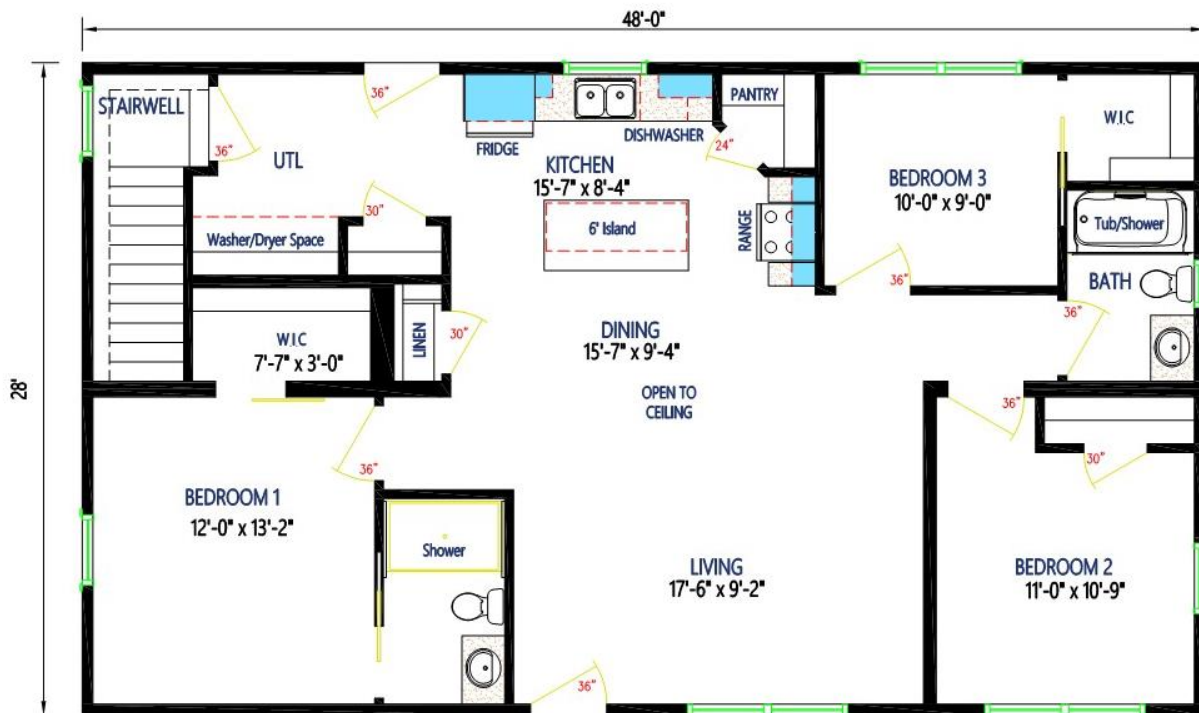 48'-0"
STAIRWELL
36"
36"
UTL
30"
Washer/Dryer Space
FRIDGE
DISHWASHER
PANTRY
24"
KITCHEN
15'-7" x 8'-4"
6' Island
RANGE
BEDROOM 3
10'-0" x 9'-0"
36"
W.I.C
Tub/Shower
BATH
36"
28'
W.I.C
7'-7" x 3'-0"
LINEN
30"
DINING
15'-7" x 9'-4"
OPEN TO
CEILING
36"
30"
36"
BEDROOM 1
12'-0" x 13'-2"
Shower
LIVING
17'-6" x 9'-2"
BEDROOM 2
11'-0" x 10'-9"
36"